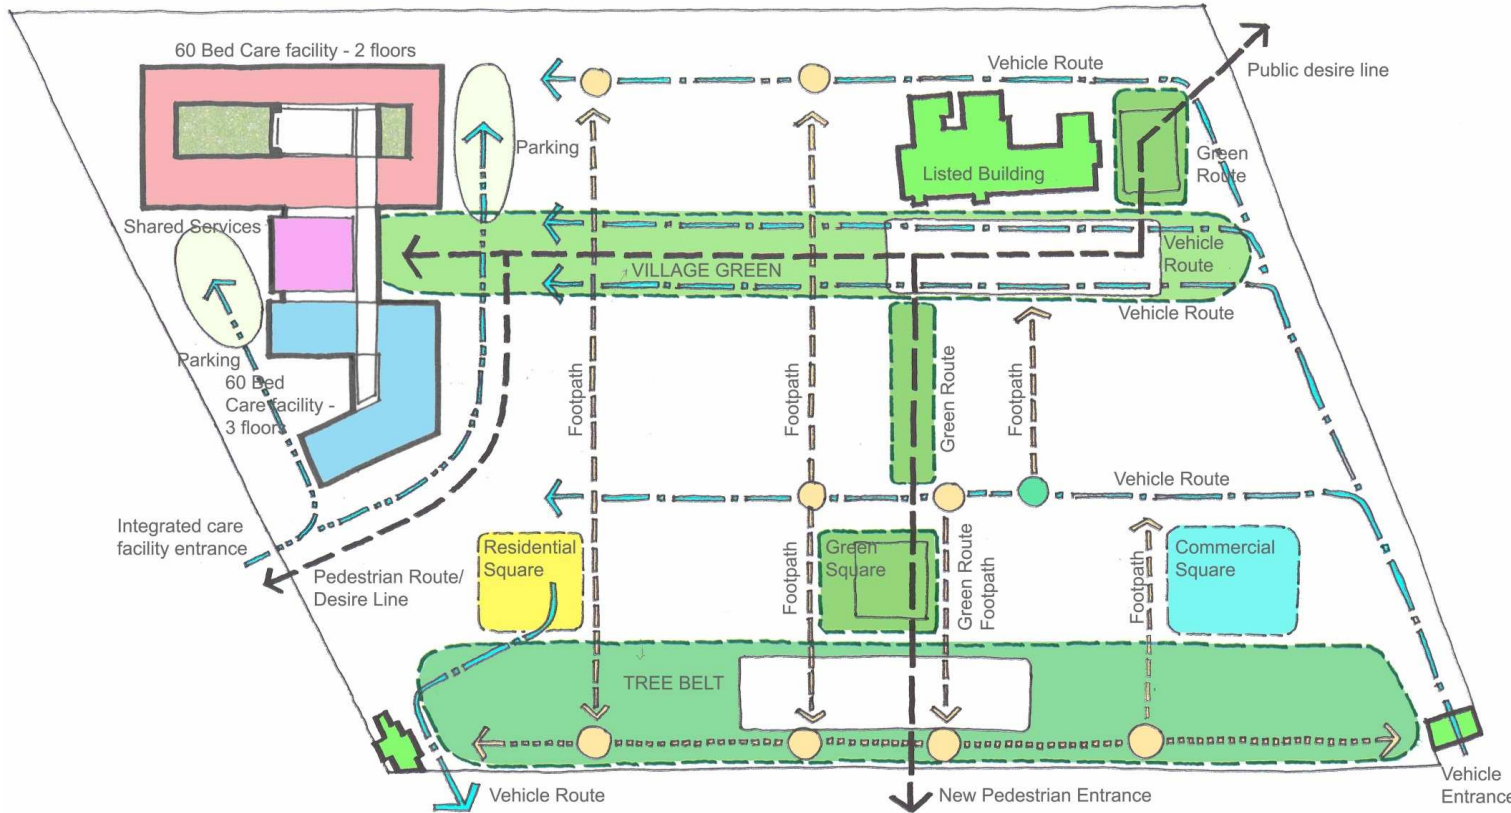 60 Bed Care facility - 2 floors
Vehicle Route
Public desire line
Parking
Listed Building
Green
Route
Shared Services
Vehicle
Route
VILLAGE GREEN
Vehicle Route
Parking
60 Bed
Care facility -
3 floors
Footpath
Footpath
Green Route
Footpath
Vehicle Route
Integrated care
facility entrance
Residential
Square
Green
Square
Commercial
Square
Pedestrian Route/
Desire Line
Footpath
Green Route
Footpath
Footpath
TREE BELT
Vehicle Route
New Pedestrian Entrance
Vehicle
Entrance